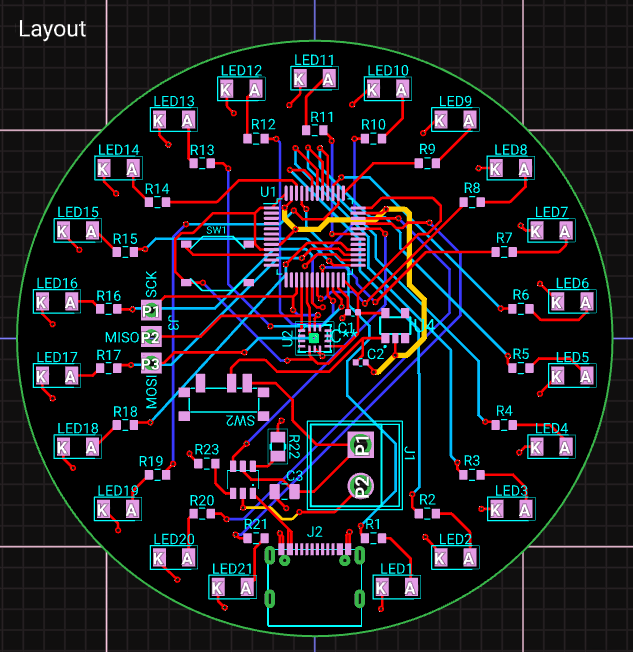 Layout
LED12
LED11
LED10
K A
K A
K A
LED13
R12
R11
R10
LED9
K A
K A
LED14
R13
R9
LED8
K A
K A
R14
U1
R8
LED15
LED7
K A
SW1
K A
R15
R7
LED16
SCK
LED6
K A
R16
P1
R6
K A
J3
MISO
P2
U2
C1
LED17
MOSI
P3
C2
R5
LED5
K A
R17
K A
SW2
LED18
R18
R4
LED4
K A
R22
P1
J1
K A
R19
R23
R3
LED19
C3
P2
LED3
K A
R20
R2
K A
LED20
R21
J2
R1
LED2
K A
K A
LED21
LED1
K A
K A